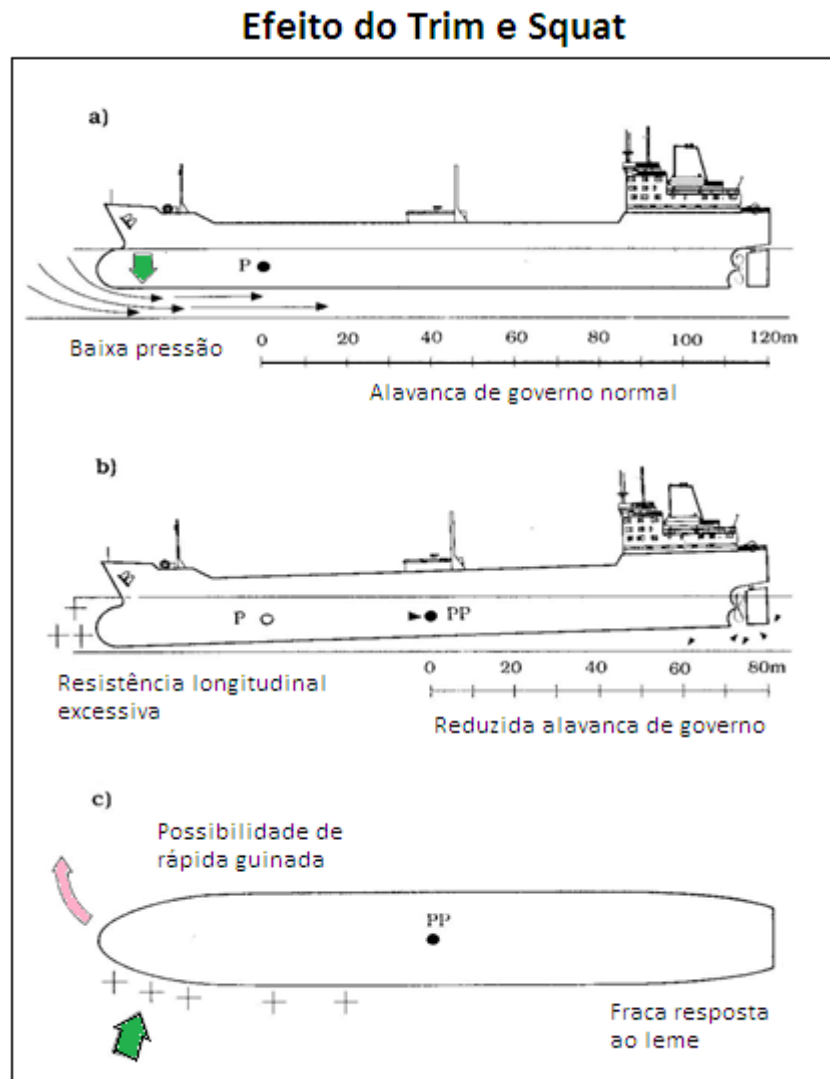 Efeito do Trim e Squat
a)
P
Baixa pressão
0 20 40 60 80 100 120m
Alavanca de governo normal
b)
P PP
0 20 40 60 80m
Resistência longitudinal
excessiva
Reduzida alavanca de governo
c)
Possibilidade de
rápida guinada
PP
Fraca resposta
ao leme